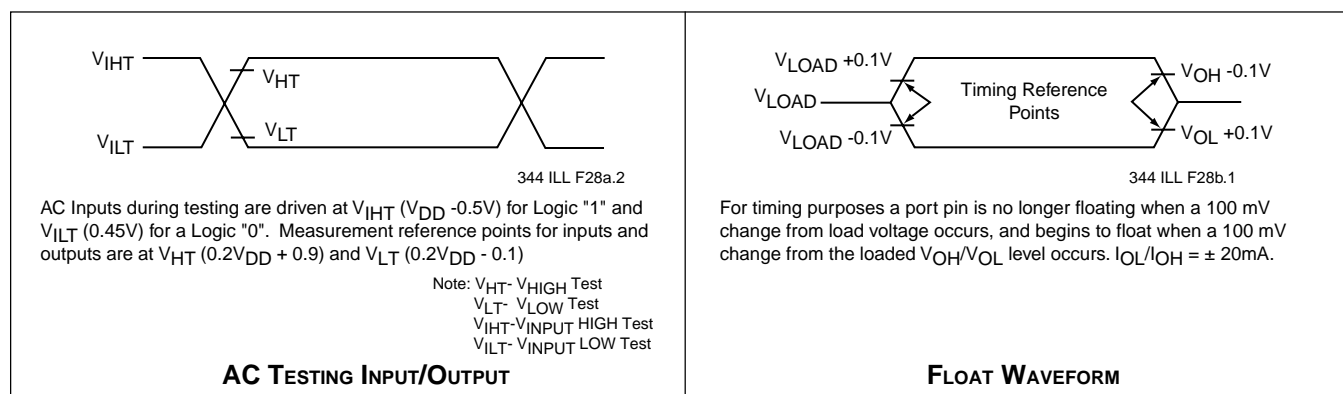 VIHT
VHT
VLT
VILT
344 ILL F28a.2
AC Inputs during testing are driven at VIHT (VDD -0.5V) for Logic "1" and
VILT (0.45V) for a Logic "0". Measurement reference points for inputs and
outputs are at VHT (0.2VDD + 0.9) and VLT (0.2VDD - 0.1)
Note: VHT- VHIGH Test
VLT- VLOW Test
VIHT-VINPUT HIGH Test
VILT- VINPUT LOW Test
AC TESTING INPUT/OUTPUT
VLOAD +0.1V
VLOAD
VLOAD -0.1V
Timing Reference
Points
VOH -0.1V
VOL +0.1V
344 ILL F28b.1
For timing purposes a port pin is no longer floating when a 100 mV
change from load voltage occurs, and begins to float when a 100 mV
change from the loaded VOH/VOL level occurs. IOL/IOH = ± 20mA.
FLOAT WAVEFORM